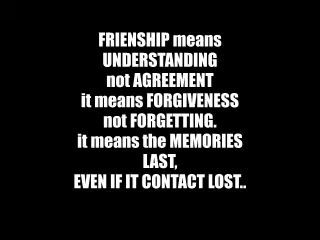 FRIENSHIP means
UNDERSTANDING
not AGREEMENT
it means FORGIVENESS
not FORGETTING.
it means the MEMORIES
LAST,
EVEN IF IT CONTACT LOST..